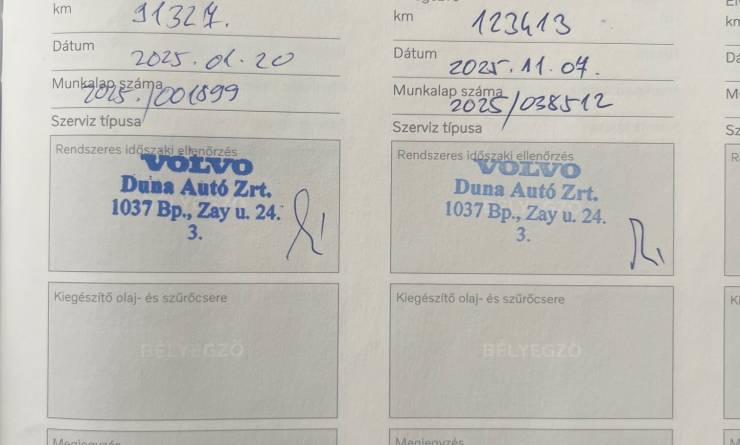 km 91327.
Dátum 2025.01.20
Munkalap száma 2025./001899
Szerviz típusa
Rendszeres időszaki ellenőrzés
VOLVO
Duna Autó Zrt.
1037 Bp., Zay u. 24.
3.
Kiegészítő olaj- és szűrőcsere
BÉLYEGZŐ
km 123413
Dátum 2025.11.07.
Munkalap száma 2025/038512
Szerviz típusa
Rendszeres időszaki ellenőrzés
VOLVO
Duna Autó Zrt.
1037 Bp., Zay u. 24.
3.
Kiegészítő olaj- és szűrőcsere
BÉLYEGZŐ
Megjegyzés